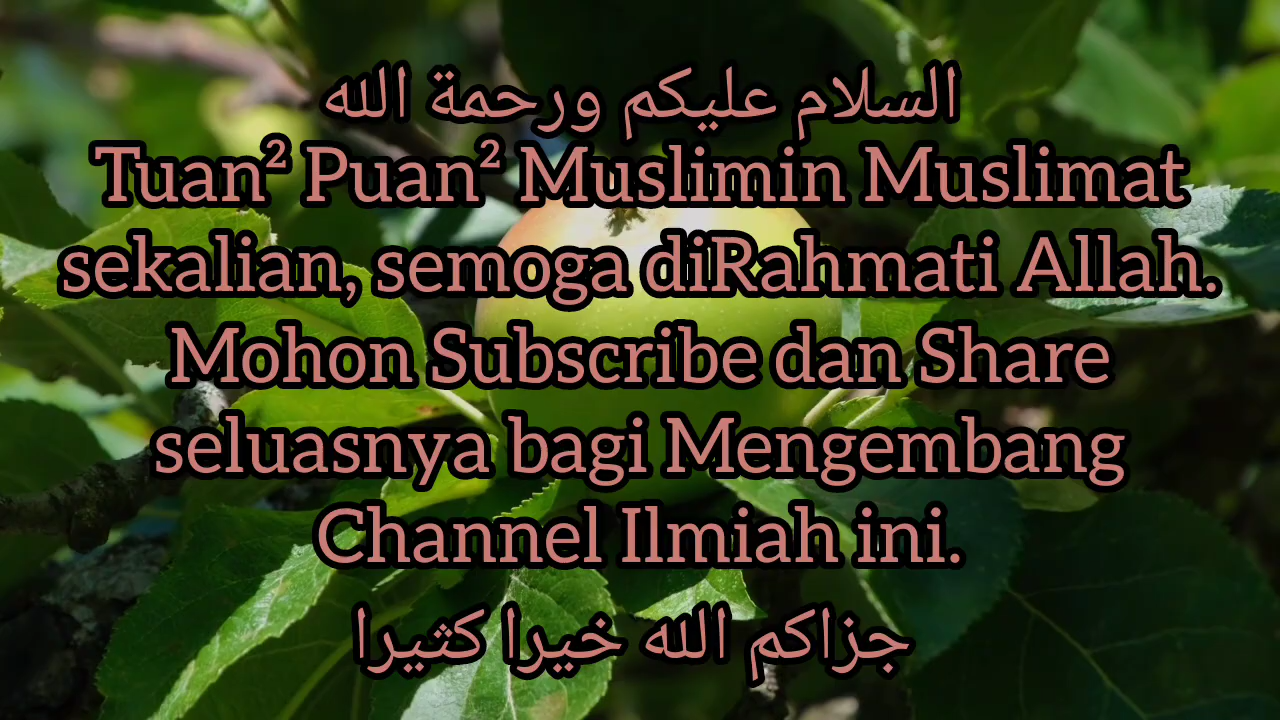 السلام عليكم ورحمة الله
Tuan² Puan² Muslimin Muslimat
sekalian, semoga diRahmati Allah.
Mohon Subscribe dan Share
seluasnya bagi Mengembang
Channel Ilmiah ini.
جزاكم الله خيرا كثيرا